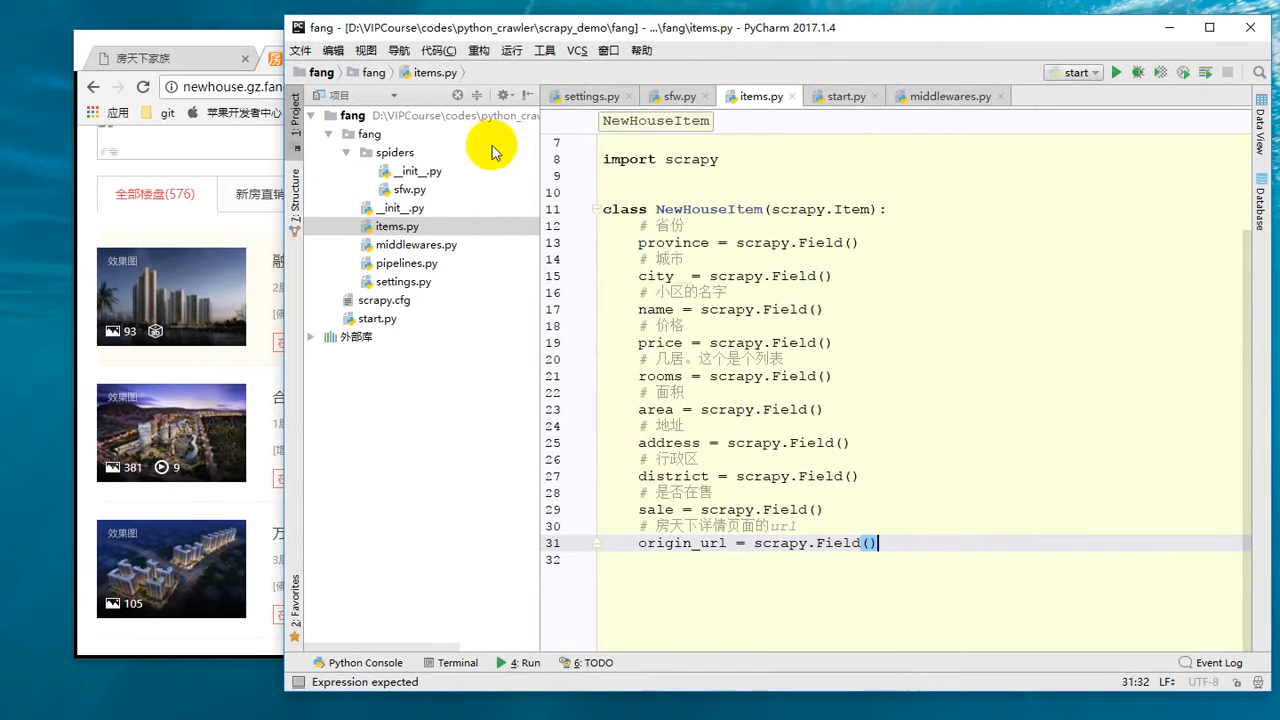 fang - [D:\VIPCourse\codes\python_crawler\scrapy_demo\fang] - ...\fang\items.py - PyCharm 2017.1.4
文件 编辑 视图 导航 代码(C) 重构 运行 工具 VCS 窗口 帮助
fang fang items.py
start
房天下家族
newhouse.gz.fan
应用 git 苹果开发者中心
全部楼盘(576) 新房直销
效果图
93
效果图
381 9
效果图
105
1: Project
7: Structure
2: Favorites
项目
fang D:\VIPCourse\codes\python_craw
fang
spiders
__init__.py
sfw.py
__init__.py
items.py
middlewares.py
pipelines.py
settings.py
scrapy.cfg
start.py
外部库
settings.py sfw.py items.py start.py middlewares.py
NewHouseItem
7
8 import scrapy
9
10
11 class NewHouseItem(scrapy.Item):
12 # 省份
13 province = scrapy.Field()
14 # 城市
15 city = scrapy.Field()
16 # 小区的名字
17 name = scrapy.Field()
18 # 价格
19 price = scrapy.Field()
20 # 几居。这个是个列表
21 rooms = scrapy.Field()
22 # 面积
23 area = scrapy.Field()
24 # 地址
25 address = scrapy.Field()
26 # 行政区
27 district = scrapy.Field()
28 # 是否在售
29 sale = scrapy.Field()
30 # 房天下详情页面的url
31 origin_url = scrapy.Field()
32
Data View
Database
Python Console Terminal 4: Run 6: TODO Event Log
Expression expected 31:32 LF÷ UTF-8